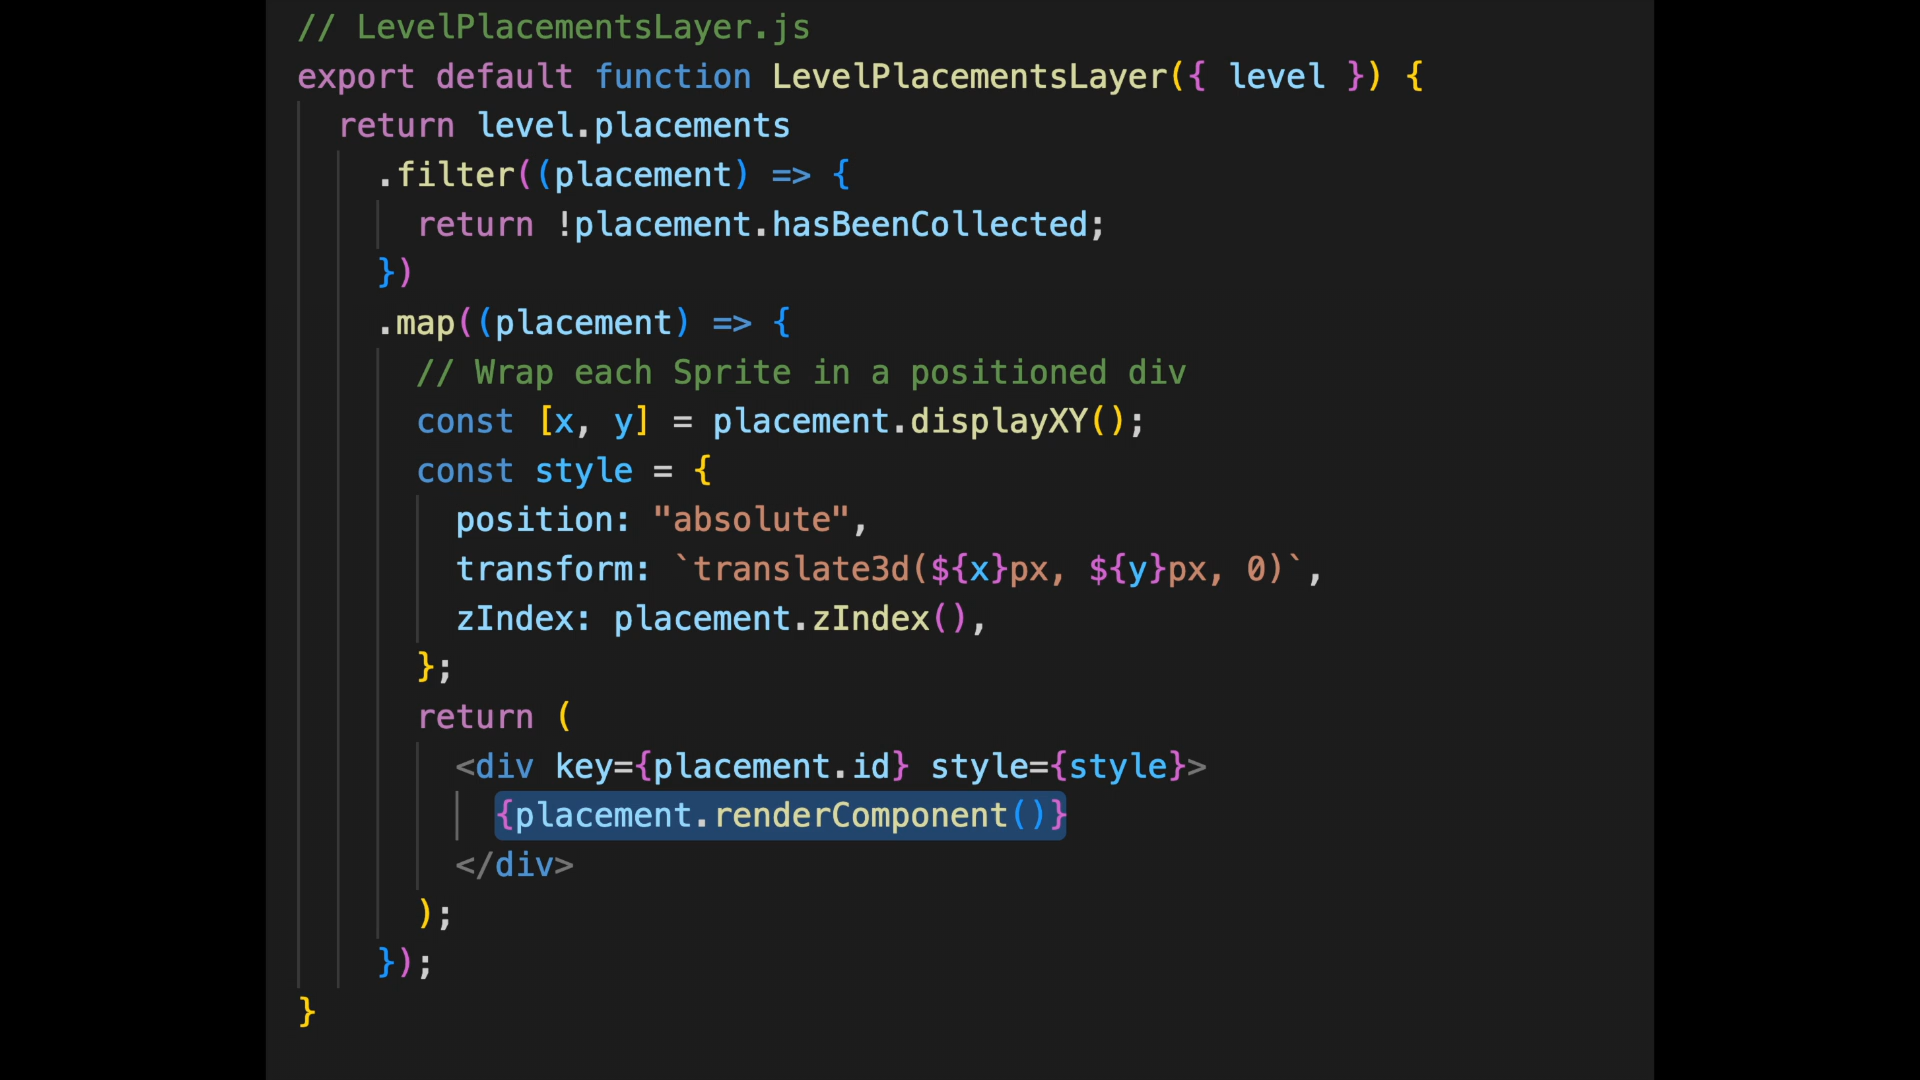 // LevelPlacementsLayer.js
export default function LevelPlacementsLayer({ level }) {
  return level.placements
    .filter((placement) => {
      return !placement.hasBeenCollected;
    })
    .map((placement) => {
      // Wrap each Sprite in a positioned div
      const [x, y] = placement.displayXY();
      const style = {
        position: "absolute",
        transform: `translate3d(${x}px, ${y}px, 0)`,
        zIndex: placement.zIndex(),
      };
      return (
        <div key={placement.id} style={style}>
          {placement.renderComponent()}
        </div>
      );
    });
}